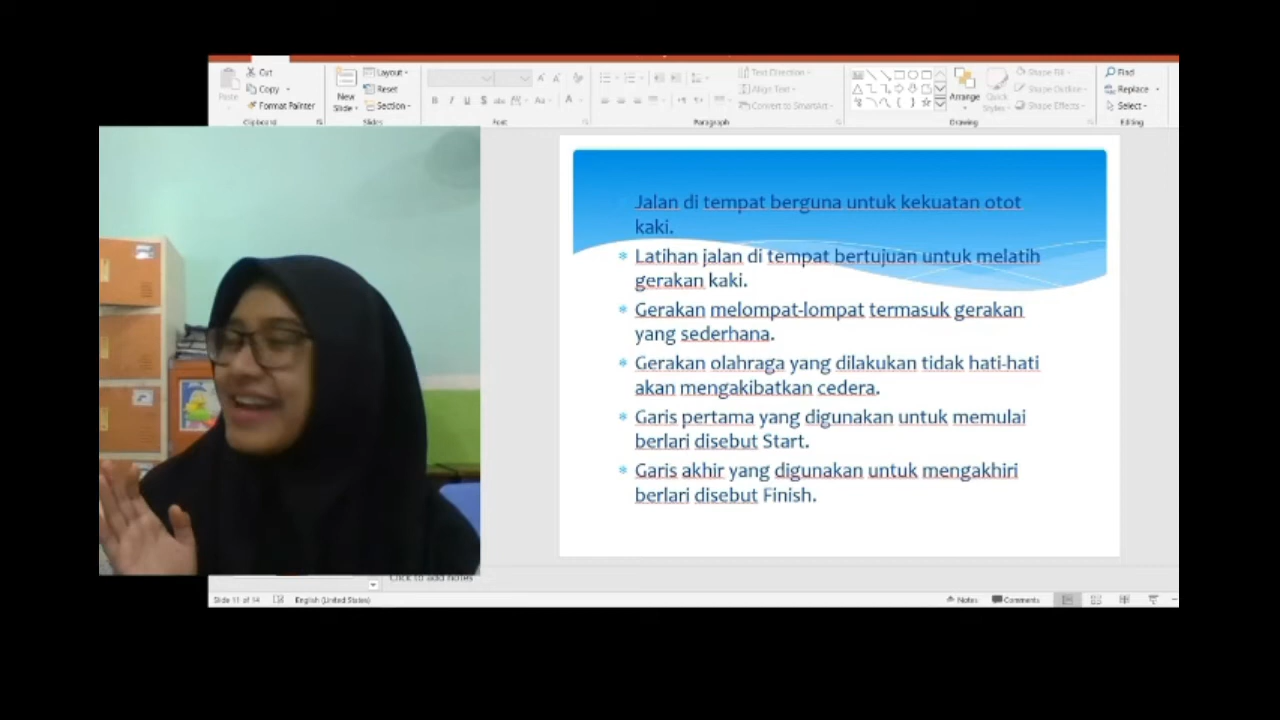 Cut
Copy
Format Painter
Paste
Clipboard
New
Slide
Layout
Reset
Section
Slides
Font
Text Direction
Align Text
Convert to SmartArt
Paragraph
Arrange
Quick
Styles
Shape Fill
Shape Outline
Shape Effects
Drawing
Find
Replace
Select
Editing
Jalan di tempat berguna untuk kekuatan otot
kaki.
Latihan jalan di tempat bertujuan untuk melatih
gerakan kaki.
Gerakan melompat-lompat termasuk gerakan
yang sederhana.
Gerakan olahraga yang dilakukan tidak hati-hati
akan mengakibatkan cedera.
Garis pertama yang digunakan untuk memulai
berlari disebut Start.
Garis akhir yang digunakan untuk mengakhiri
berlari disebut Finish.
Click to add notes
Slide 11 of 14
English (United States)
Notes
Comments